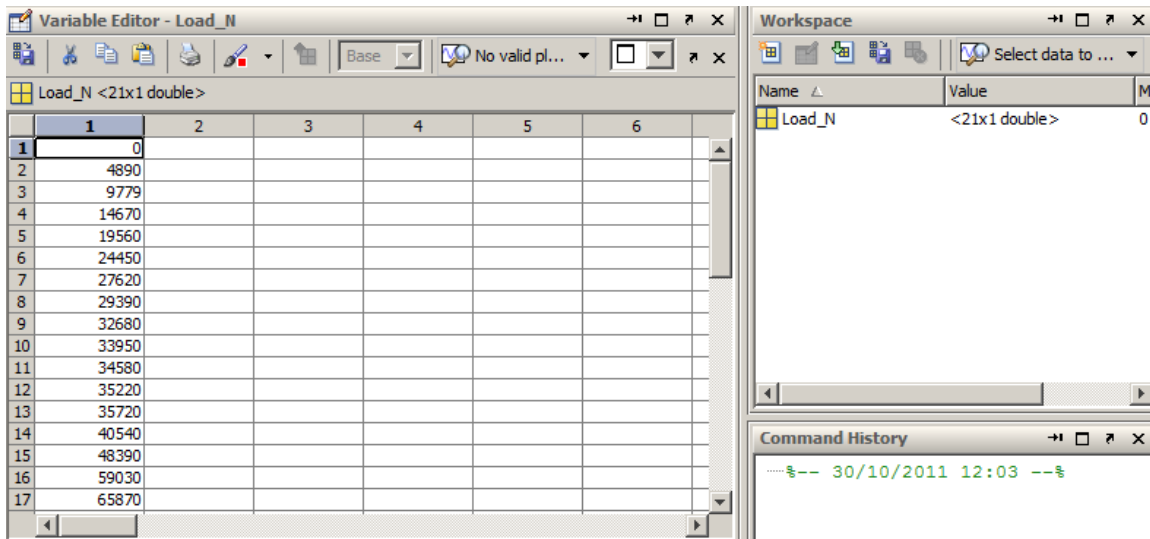 Variable Editor - Load_N
Base No valid pl...
Load_N <21x1 double>
1 2 3 4 5 6
1 0
2 4890
3 9779
4 14670
5 19560
6 24450
7 27620
8 29390
9 32680
10 33950
11 34580
12 35220
13 35720
14 40540
15 48390
16 59030
17 65870
Workspace
Select data to ...
Name Value M
Load_N <21x1 double> 0
Command History
%-- 30/10/2011 12:03 --%